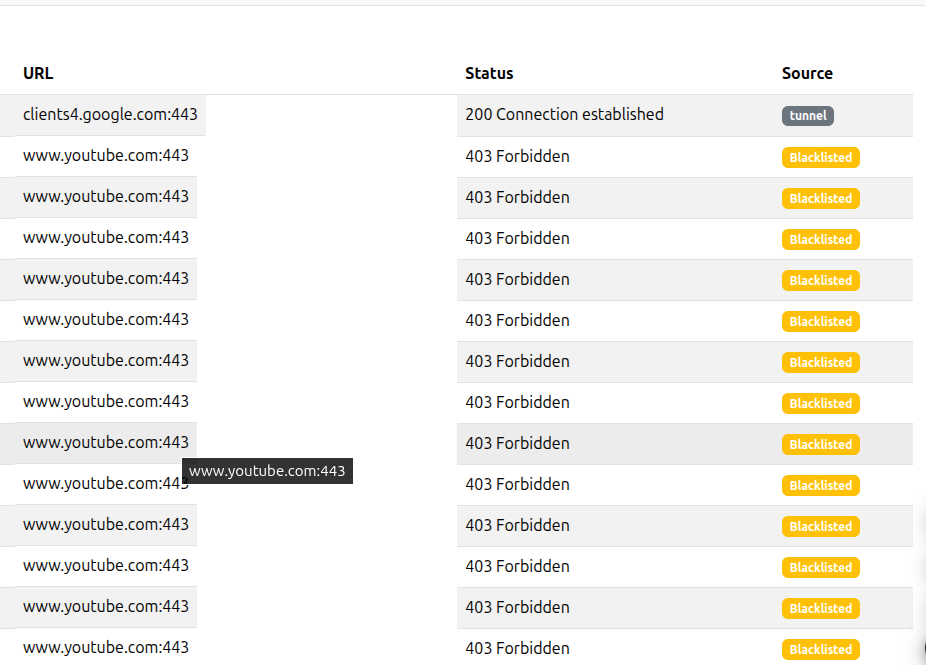 URL Status Source
clients4.google.com:443 200 Connection established tunnel
www.youtube.com:443 403 Forbidden Blacklisted
www.youtube.com:443 403 Forbidden Blacklisted
www.youtube.com:443 403 Forbidden Blacklisted
www.youtube.com:443 403 Forbidden Blacklisted
www.youtube.com:443 403 Forbidden Blacklisted
www.youtube.com:443 403 Forbidden Blacklisted
www.youtube.com:443 403 Forbidden Blacklisted
www.youtube.com:443 403 Forbidden Blacklisted
www.youtube.com:443
www.youtube.com:443 403 Forbidden Blacklisted
www.youtube.com:443 403 Forbidden Blacklisted
www.youtube.com:443 403 Forbidden Blacklisted
www.youtube.com:443 403 Forbidden Blacklisted
www.youtube.com:443 403 Forbidden Blacklisted